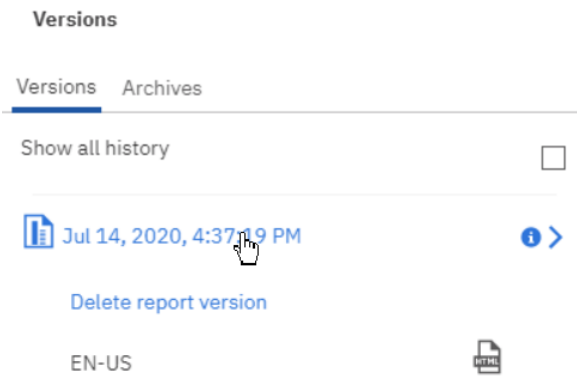 Versions
Versions Archives
Show all history
Jul 14, 2020, 4:37:19 PM
Delete report version
EN-US
HTML